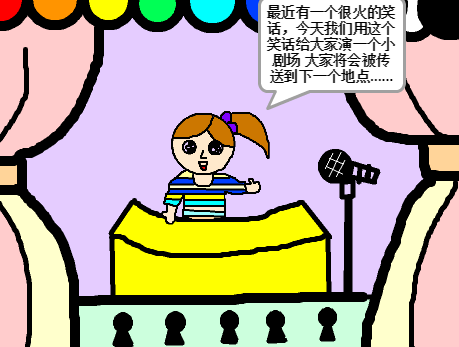 最近有一个很火的笑
话，今天我们用这个
笑话给大家演一个小
剧场 大家将会被传
送到下一个地点......